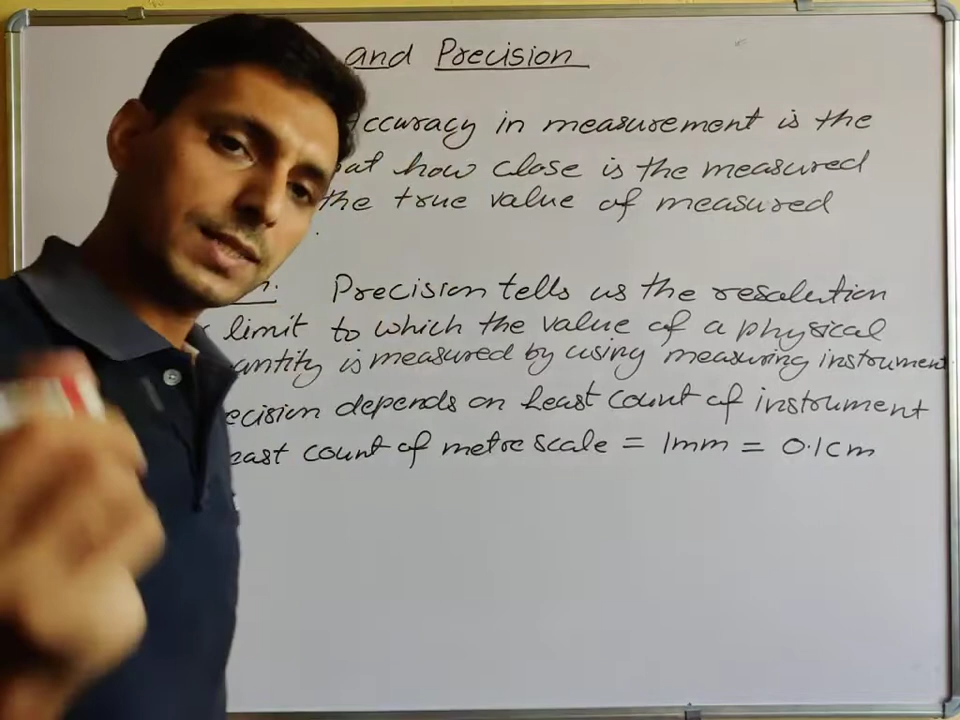 and Precision
Accuracy in measurement is the
how close is the measured
the true value of measured
Precision tells us the resolution
limit to which the value of a physical
antity is measured by using measuring instrument
ecision depends on least count of instrument
east count of metre scale = 1mm = 0.1cm